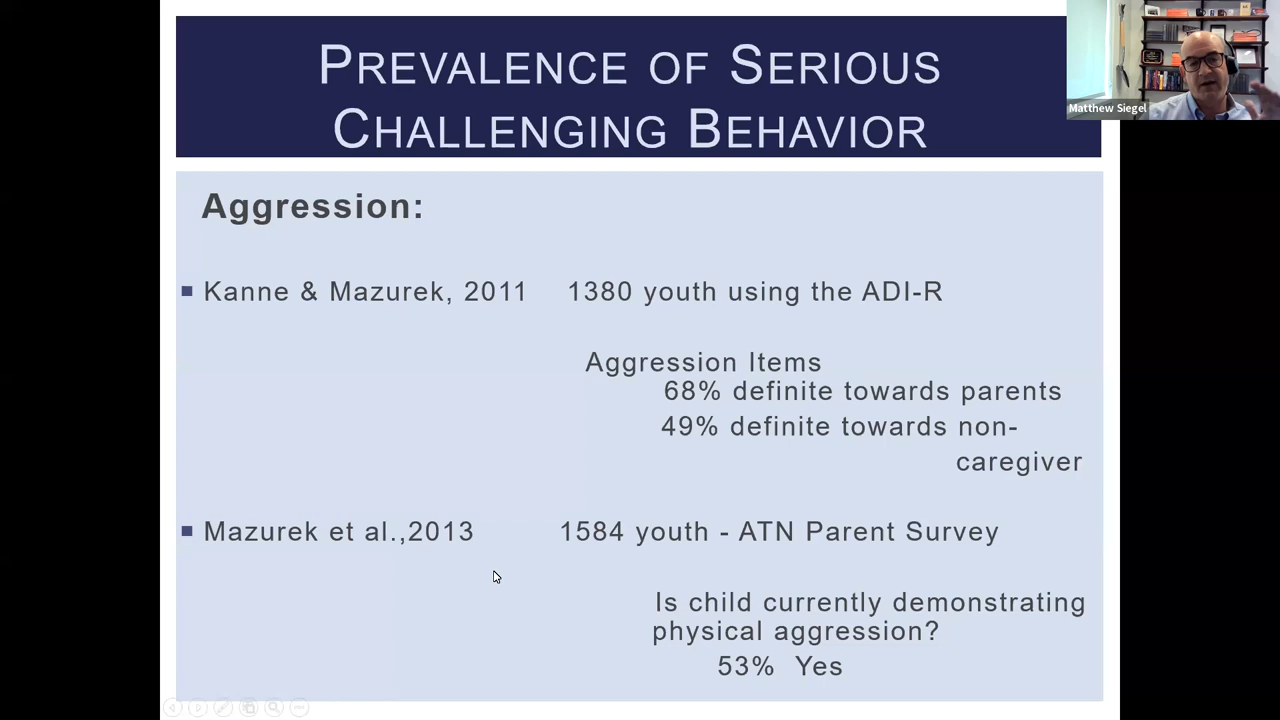 PREVALENCE OF SERIOUS
CHALLENGING BEHAVIOR
Matthew Siegel
Aggression:
Kanne & Mazurek, 2011 1380 youth using the ADI-R
Aggression Items
68% definite towards parents
49% definite towards non-
caregiver
Mazurek et al.,2013 1584 youth - ATN Parent Survey
Is child currently demonstrating
physical aggression?
53% Yes